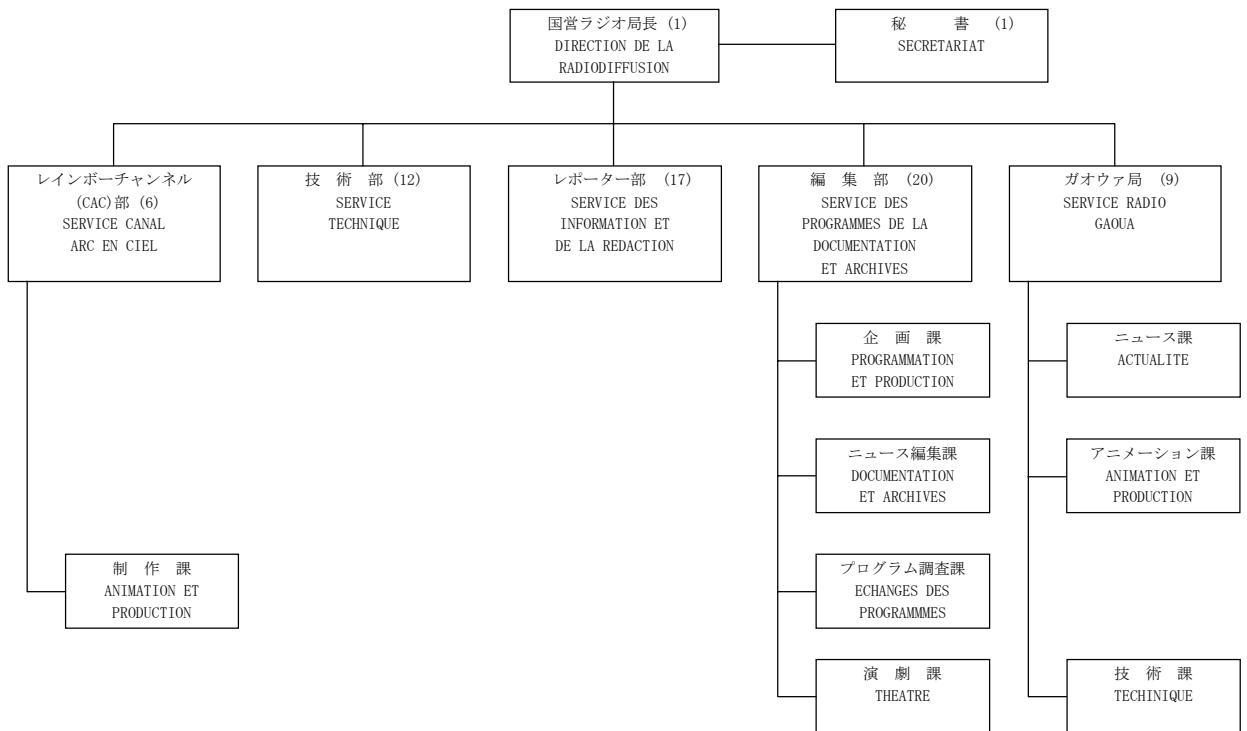 国営ラジオ局長 (1)
DIRECTION DE LA
RADIODIFFUSION
秘 書 (1)
SECRETARIAT
レインボーチャンネル
(CAC)部 (6)
SERVICE CANAL
ARC EN CIEL
技 術 部 (12)
SERVICE
TECHNIQUE
レポーター部 (17)
SERVICE DES
INFORMATION ET
DE LA REDACTION
編 集 部 (20)
SERVICE DES
PROGRAMMES DE LA
DOCUMENTATION
ET ARCHIVES
ガオウァ局 (9)
SERVICE RADIO
GAOUA
企 画 課
PROGRAMMATION
ET PRODUCTION
ニュース課
ACTUALITE
ニュース編集課
DOCUMENTATION
ET ARCHIVES
アニメーション課
ANIMATION ET
PRODUCTION
制 作 課
ANIMATION ET
PRODUCTION
プログラム調査課
ECHANGES DES
PROGRAMMMES
演 劇 課
THEATRE
技 術 課
TECHINIQUE